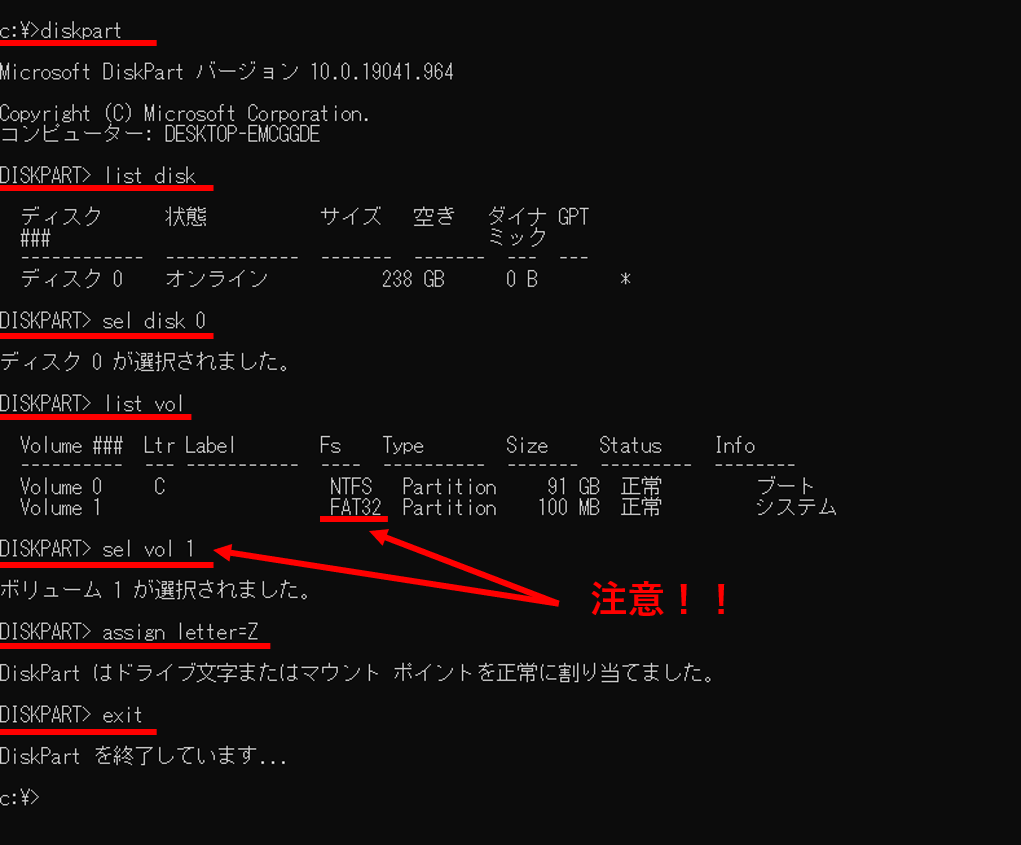 c:¥>diskpart
Microsoft DiskPart バージョン 10.0.19041.964
Copyright (C) Microsoft Corporation.
コンピューター: DESKTOP-EMCGGDE
DISKPART> list disk
ディスク 状態 サイズ 空き ダイナ GPT
### ミック
------------ ------------- ------- ------- --- ---
ディスク 0 オンライン 238 GB 0 B *
DISKPART> sel disk 0
ディスク 0 が選択されました。
DISKPART> list vol
Volume ### Ltr Label Fs Type Size Status Info
---------- --- ----------- ---- ---------- ------- --------- --------
Volume 0 C NTFS Partition 91 GB 正常 ブート
Volume 1 FAT32 Partition 100 MB 正常 システム
DISKPART> sel vol 1
ボリューム 1 が選択されました。
注意！！
DISKPART> assign letter=Z
DiskPart はドライブ文字またはマウント ポイントを正常に割り当てました。
DISKPART> exit
DiskPart を終了しています...
c:¥>